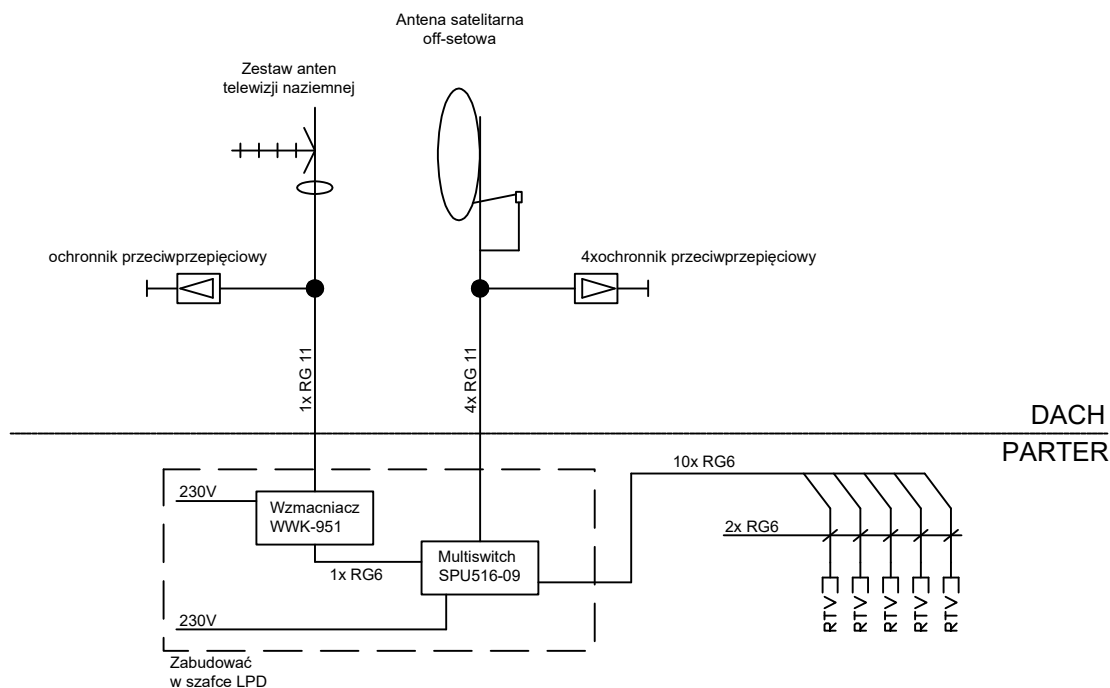 Antena satelitarna
off-setowa
Zestaw anten
telewizji naziemnej
ochronnik przeciwprzepięciowy
4xochronnik przeciwprzepięciowy
1x RG 11
4x RG 11
DACH
PARTER
10x RG6
230V
Wzmacniacz
WWK-951
2x RG6
Multiswitch
SPU516-09
1x RG6
230V
RTV
RTV
RTV
RTV
RTV
Zabudować
w szafce LPD